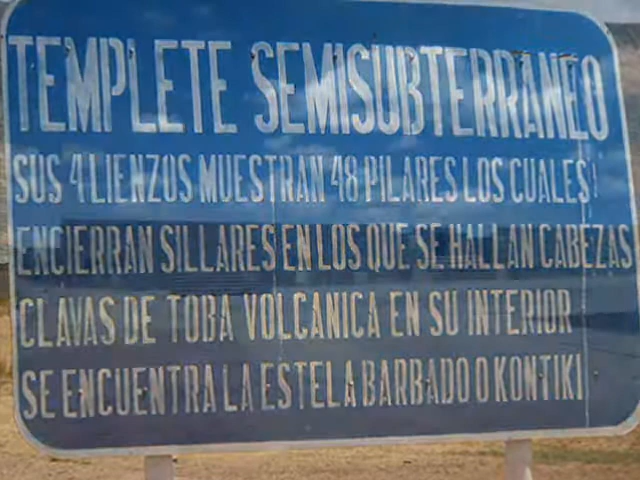 TEMPLETE SEMISUBTERRANEO
SUS 4 LIENZOS MUESTRAN 48 PILARES LOS CUALES
ENCIERRAN SILLARES EN LOS QUE SE HALLAN CABEZAS
CLAVAS DE TOBA VOLCANICA EN SU INTERIOR
SE ENCUENTRA LA ESTELA BARBADO O KONTIKI